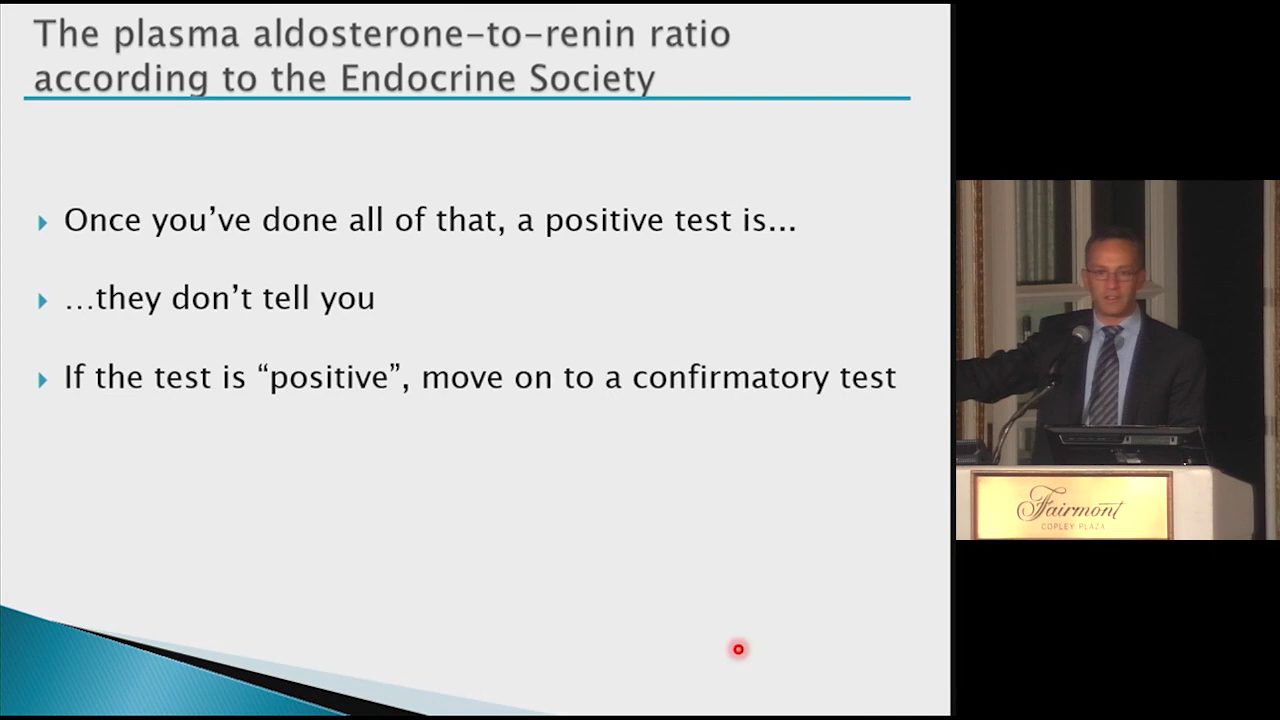 The plasma aldosterone-to-renin ratio
according to the Endocrine Society
Once you’ve done all of that, a positive test is...
…they don’t tell you
If the test is “positive”, move on to a confirmatory test
Fairmont
COPLEY PLAZA